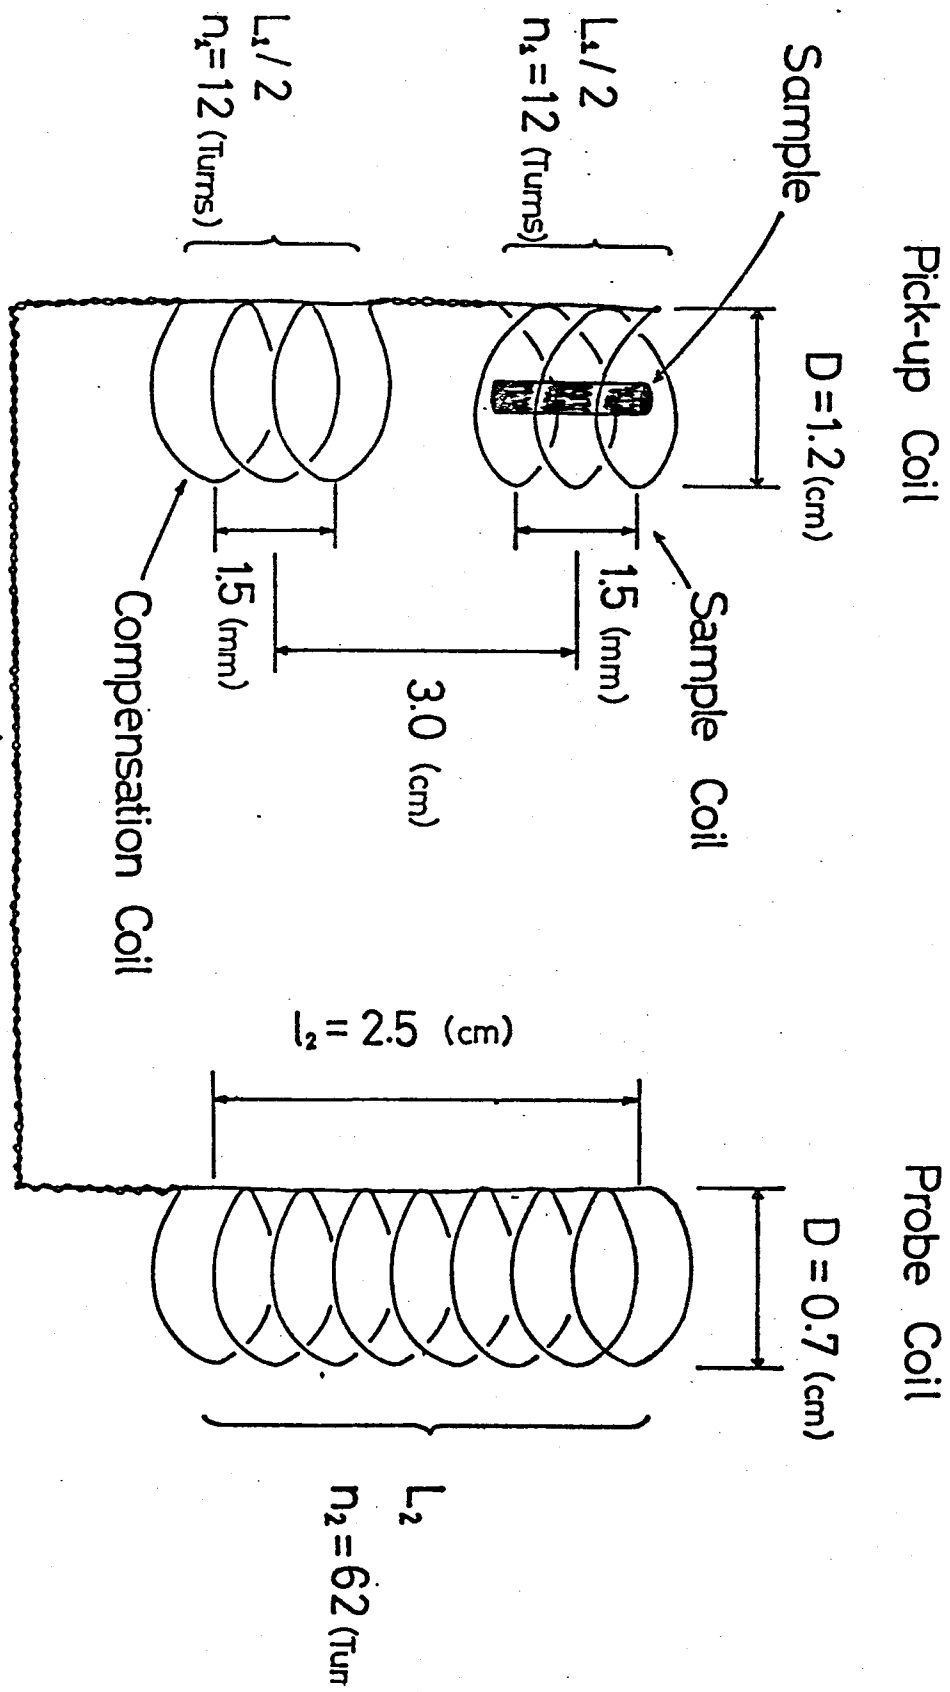 Pick-up Coil
Probe Coil
Sample
D=1.2 (cm)
D=0.7 (cm)
Sample Coil
L₁/2
n₁=12 (Turns)
1.5 (mm)
3.0 (cm)
l₂=2.5 (cm)
L₂
n₂=62 (Turn
L₁/2
n₁=12 (Turns)
1.5 (mm)
Compensation Coil